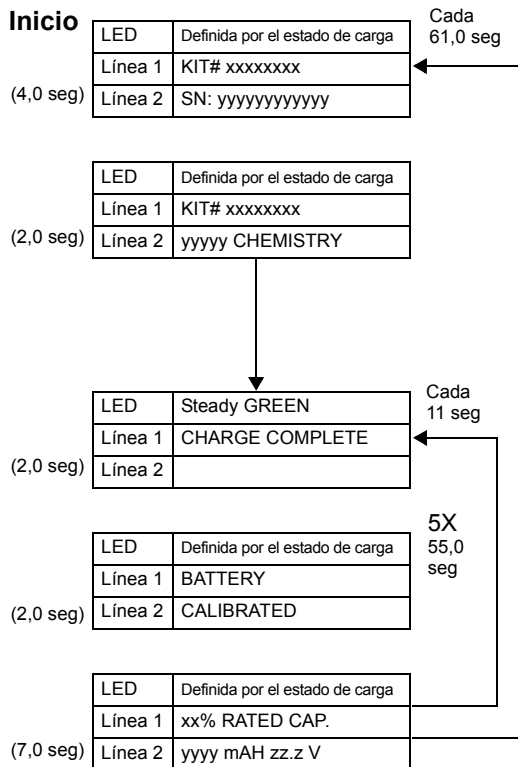 Inicio
Cada
61,0 seg
LED Definida por el estado de carga
Línea 1 KIT# xxxxxxxx
(4,0 seg) Línea 2 SN: yyyyyyyyyyyy
LED Definida por el estado de carga
Línea 1 KIT# xxxxxxxx
(2,0 seg) Línea 2 yyyyy CHEMISTRY
Cada
11 seg
LED Steady GREEN
Línea 1 CHARGE COMPLETE
(2,0 seg) Línea 2
5X
55,0
seg
LED Definida por el estado de carga
Línea 1 BATTERY
(2,0 seg) Línea 2 CALIBRATED
LED Definida por el estado de carga
Línea 1 xx% RATED CAP.
(7,0 seg) Línea 2 yyyy mAH zz.z V